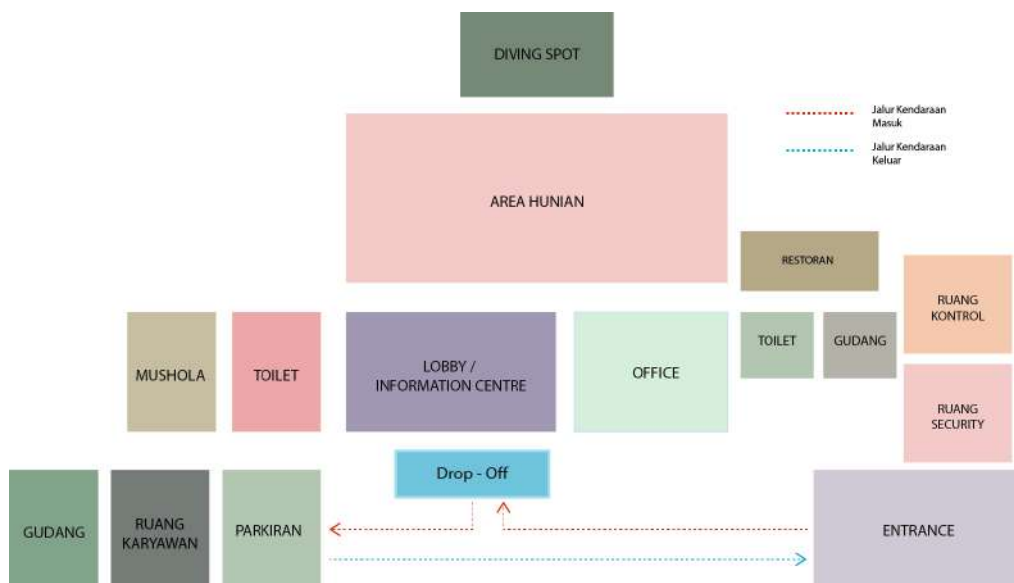 DIVING SPOT
Jalur Kendaraan
Masuk
Jalur Kendaraan
Keluar
AREA HUNIAN
RESTORAN
RUANG
KONTROL
MUSHOLA
TOILET
LOBBY /
INFORMATION CENTRE
OFFICE
TOILET
GUDANG
RUANG
SECURITY
Drop - Off
GUDANG
RUANG
KARYAWAN
PARKIRAN
ENTRANCE